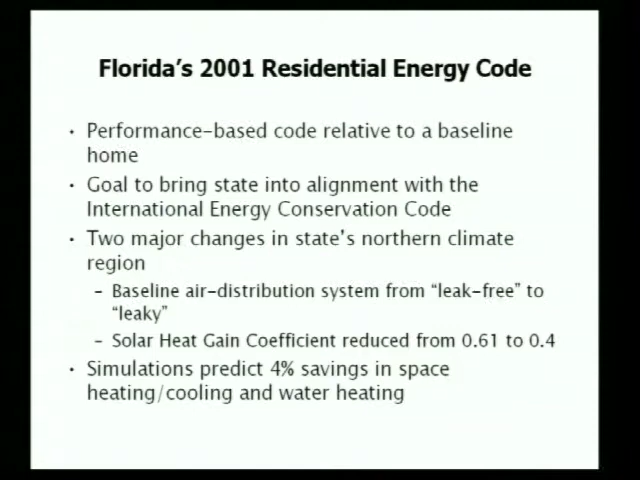 Florida's 2001 Residential Energy Code
• Performance-based code relative to a baseline
home
• Goal to bring state into alignment with the
International Energy Conservation Code
• Two major changes in state's northern climate
region
– Baseline air-distribution system from "leak-free" to
"leaky"
– Solar Heat Gain Coefficient reduced from 0.61 to 0.4
• Simulations predict 4% savings in space
heating/cooling and water heating